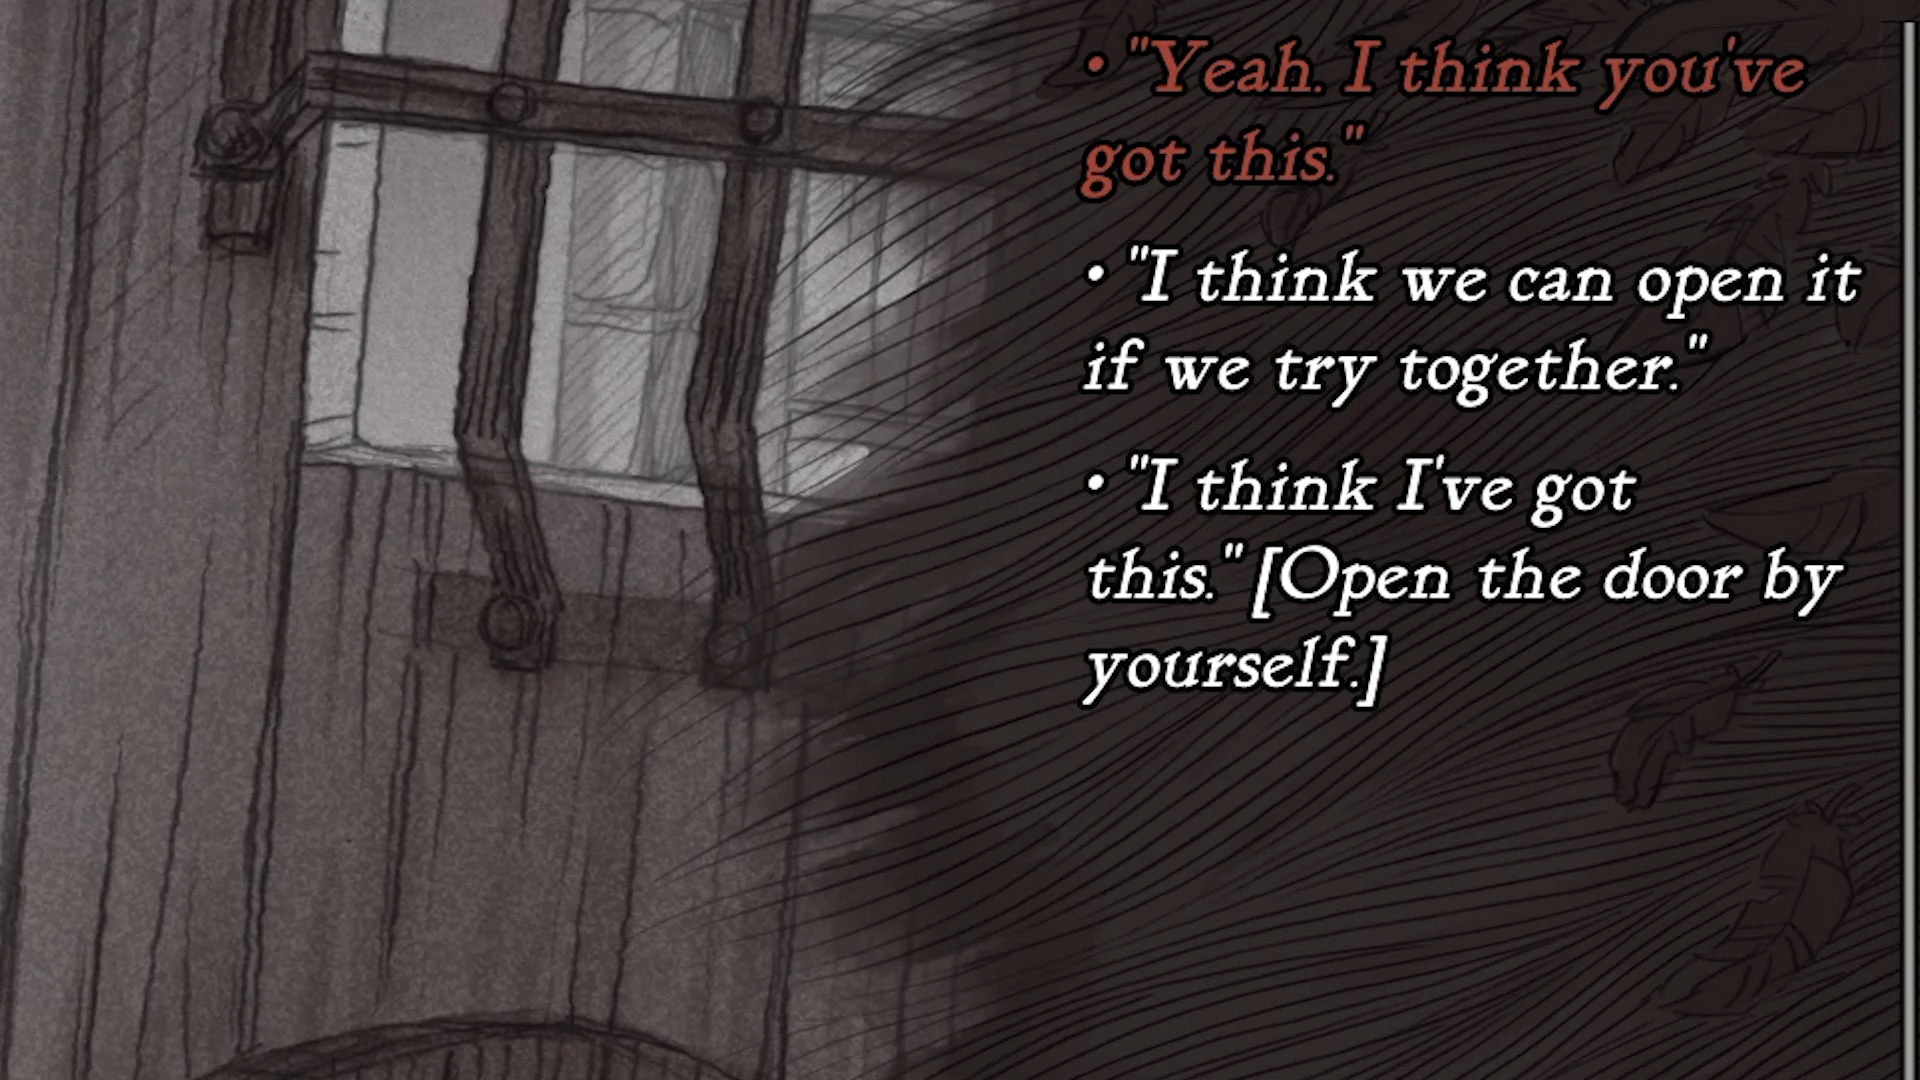 • "Yeah. I think you've
got this."
• "I think we can open it
if we try together."
• "I think I've got
this." [Open the door by
yourself.]